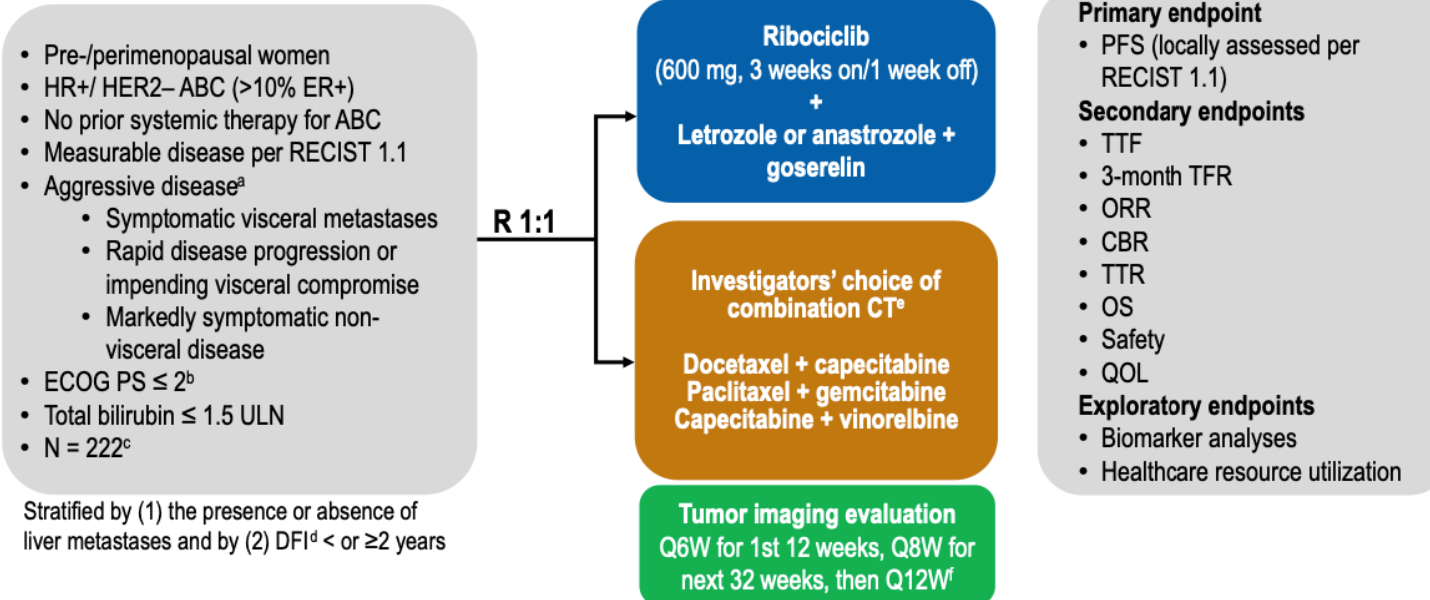 • Pre-/perimenopausal women
• HR+/ HER2– ABC (>10% ER+)
• No prior systemic therapy for ABC
• Measurable disease per RECIST 1.1
• Aggressive diseaseᵃ
• Symptomatic visceral metastases
• Rapid disease progression or
impending visceral compromise
• Markedly symptomatic non-
visceral disease
• ECOG PS ≤ 2ᵇ
• Total bilirubin ≤ 1.5 ULN
• N = 222ᶜ
Stratified by (1) the presence or absence of
liver metastases and by (2) DFIᵈ < or ≥2 years
R 1:1
Ribociclib
(600 mg, 3 weeks on/1 week off)
+
Letrozole or anastrozole +
goserelin
Investigators’ choice of
combination CTᵉ
Docetaxel + capecitabine
Paclitaxel + gemcitabine
Capecitabine + vinorelbine
Tumor imaging evaluation
Q6W for 1st 12 weeks, Q8W for
next 32 weeks, then Q12Wᶠ
Primary endpoint
• PFS (locally assessed per
RECIST 1.1)
Secondary endpoints
• TTF
• 3-month TFR
• ORR
• CBR
• TTR
• OS
• Safety
• QOL
Exploratory endpoints
• Biomarker analyses
• Healthcare resource utilization